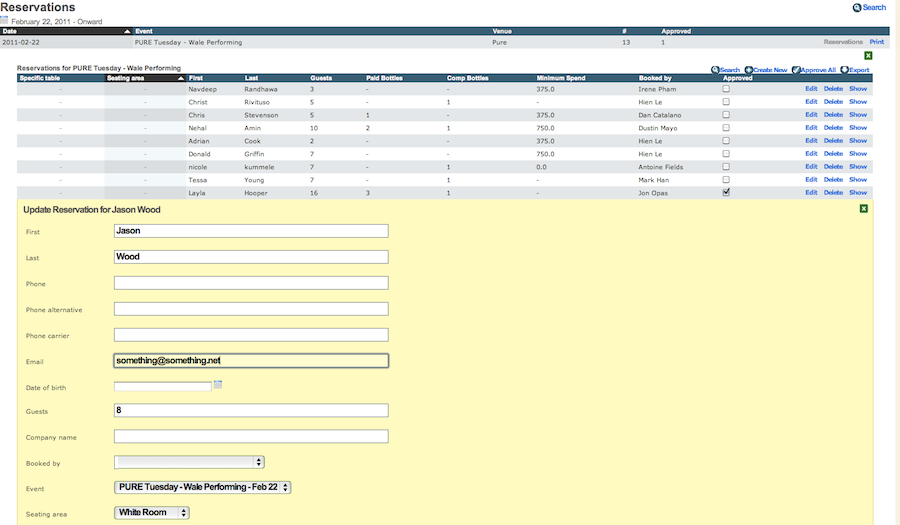 Reservations
Search
February 22, 2011 - Onward
Date Event Venue # Approved
2011-02-22 PURE Tuesday - Wale Performing Pure 13 1 Reservations Print
X
Reservations for PURE Tuesday - Wale Performing
Search Create New Approve All Export
Specific table Seating area First Last Guests Paid Bottles Comp Bottles Minimum Spend Booked by Approved
- - Navdeep Randhawa 3 - - 375.0 Irene Pham Edit Delete Show
- - Christ Rivituso 5 - 1 - Hien Le Edit Delete Show
- - Chris Stevenson 5 1 - 375.0 Dan Catalano Edit Delete Show
- - Nehal Amin 10 2 1 750.0 Dustin Mayo Edit Delete Show
- - Adrian Cook 2 - - 375.0 Hien Le Edit Delete Show
- - Donald Griffin 7 - - 750.0 Hien Le Edit Delete Show
- - nicole kummele 7 - 1 0.0 Antoine Fields Edit Delete Show
- - Tessa Young 7 - 1 - Mark Han Edit Delete Show
- - Layla Hooper 16 3 1 - Jon Opas Edit Delete Show
Update Reservation for Jason Wood
X
First Jason
Last Wood
Phone
Phone alternative
Phone carrier
Email something@something.net
Date of birth
Guests 8
Company name
Booked by
Event PURE Tuesday - Wale Performing - Feb 22
Seating area White Room